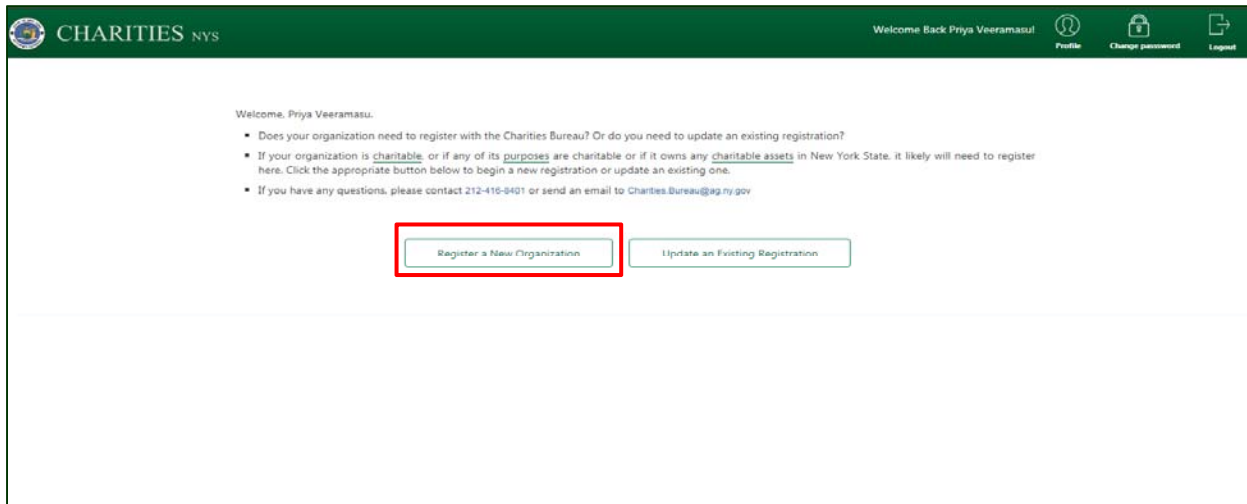 CHARITIES NYS
Welcome Back Priya Veeramasu!
Profile
Change password
Logout
Welcome, Priya Veeramasu.
▪ Does your organization need to register with the Charities Bureau? Or do you need to update an existing registration?
▪ If your organization is charitable, or if any of its purposes are charitable or if it owns any charitable assets in New York State, it likely will need to register
here. Click the appropriate button below to begin a new registration or update an existing one.
▪ If you have any questions, please contact 212-416-8401 or send an email to Charities.Bureau@ag.ny.gov
Register a New Organization
Update an Existing Registration